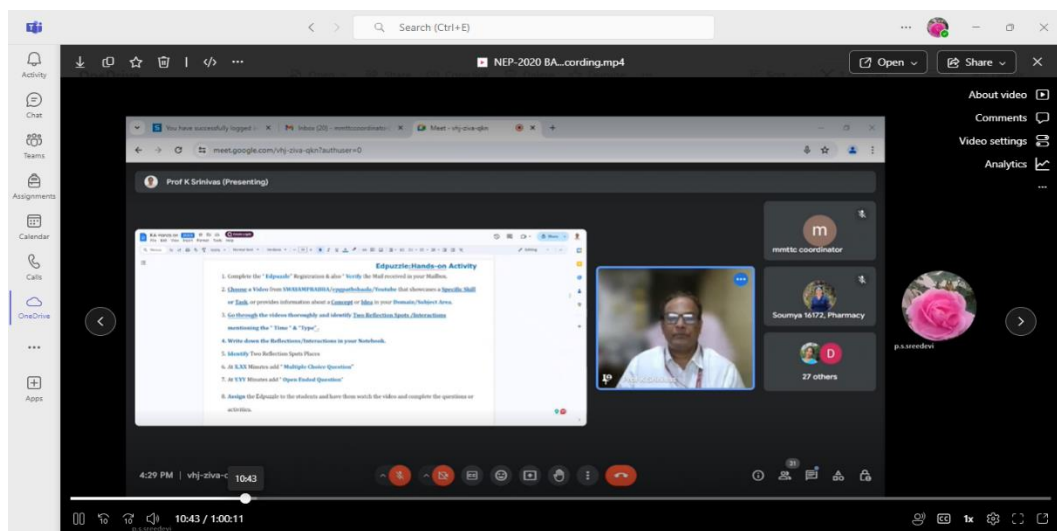 Search (Ctrl+E)
Activity
Chat
Teams
Assignments
Calendar
Calls
OneDrive
Apps
NEP-2020 BA...cording.mp4
Open
Share
About video
Comments
Video settings
Analytics
You have successfully logged
Inbox (20) - mmttccoordinato
Meet - vhj-ziva-qkn
meet.google.com/vhj-ziva-qkn?authuser=0
Prof K Srinivas (Presenting)
Edpuzzle:Hands-on Activity
1. Complete the " Edpuzzle" Registration & also " Verify the Mail received in your Mailbox.
2. Choose a Video from SWAYAMPRABHA/epgpathshaala/Youtube that showcases a Specific Skill
or Task, or provides information about a Concept or Idea in your Domain/Subject Area.
3. Go through the videos thoroughly and identify Two Reflection Spots /Interactions
mentioning the " Time " & "Type".
4. Write down the Reflections/Interactions in your Notebook.
5. Identify Two Reflection Spots Places
6. At X.XX Minutes add " Multiple Choice Question"
7. At Y.YY Minutes add " Open Ended Question"
8. Assign the Edpuzzle to the students and have them watch the video and complete the questions or
activities.
m
mmttc coordinator
Soumya 16172, Pharmacy
D
27 others
p.s.sreedevi
4:29 PM | vhj-ziva-
10:43
31
10:43 / 1:00:11
p.s.sreedevi
CC
1x